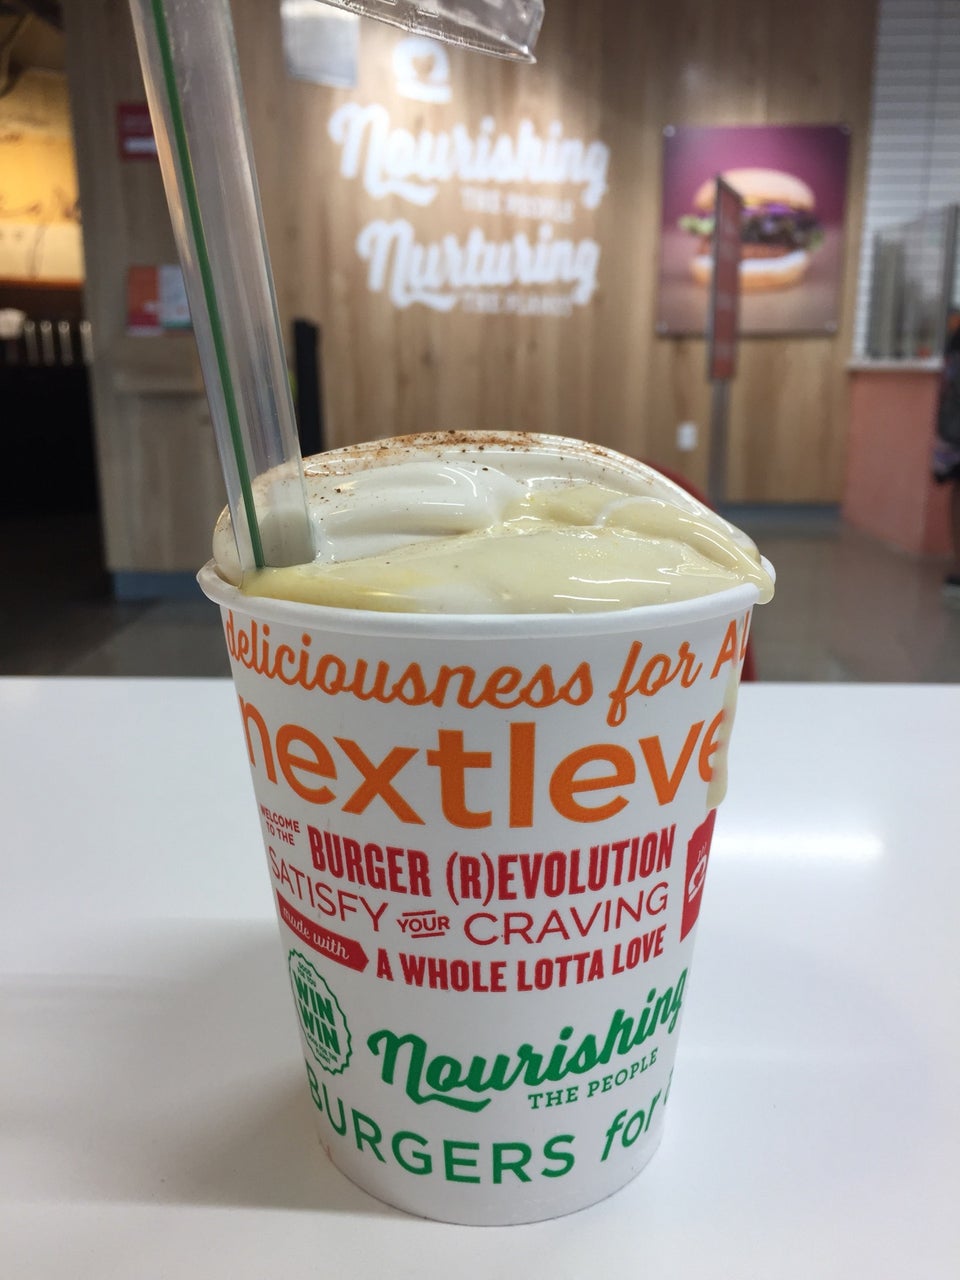 Nourishing
THE PEOPLE
Nurturing
THE PLANET
deliciousness for AL
nextleve
WELCOME
TO THE
BURGER (R)EVOLUTION
SATISFY YOUR CRAVING
made with
A WHOLE LOTTA LOVE
WIN
WIN
Nourishing
THE PEOPLE
BURGERS for